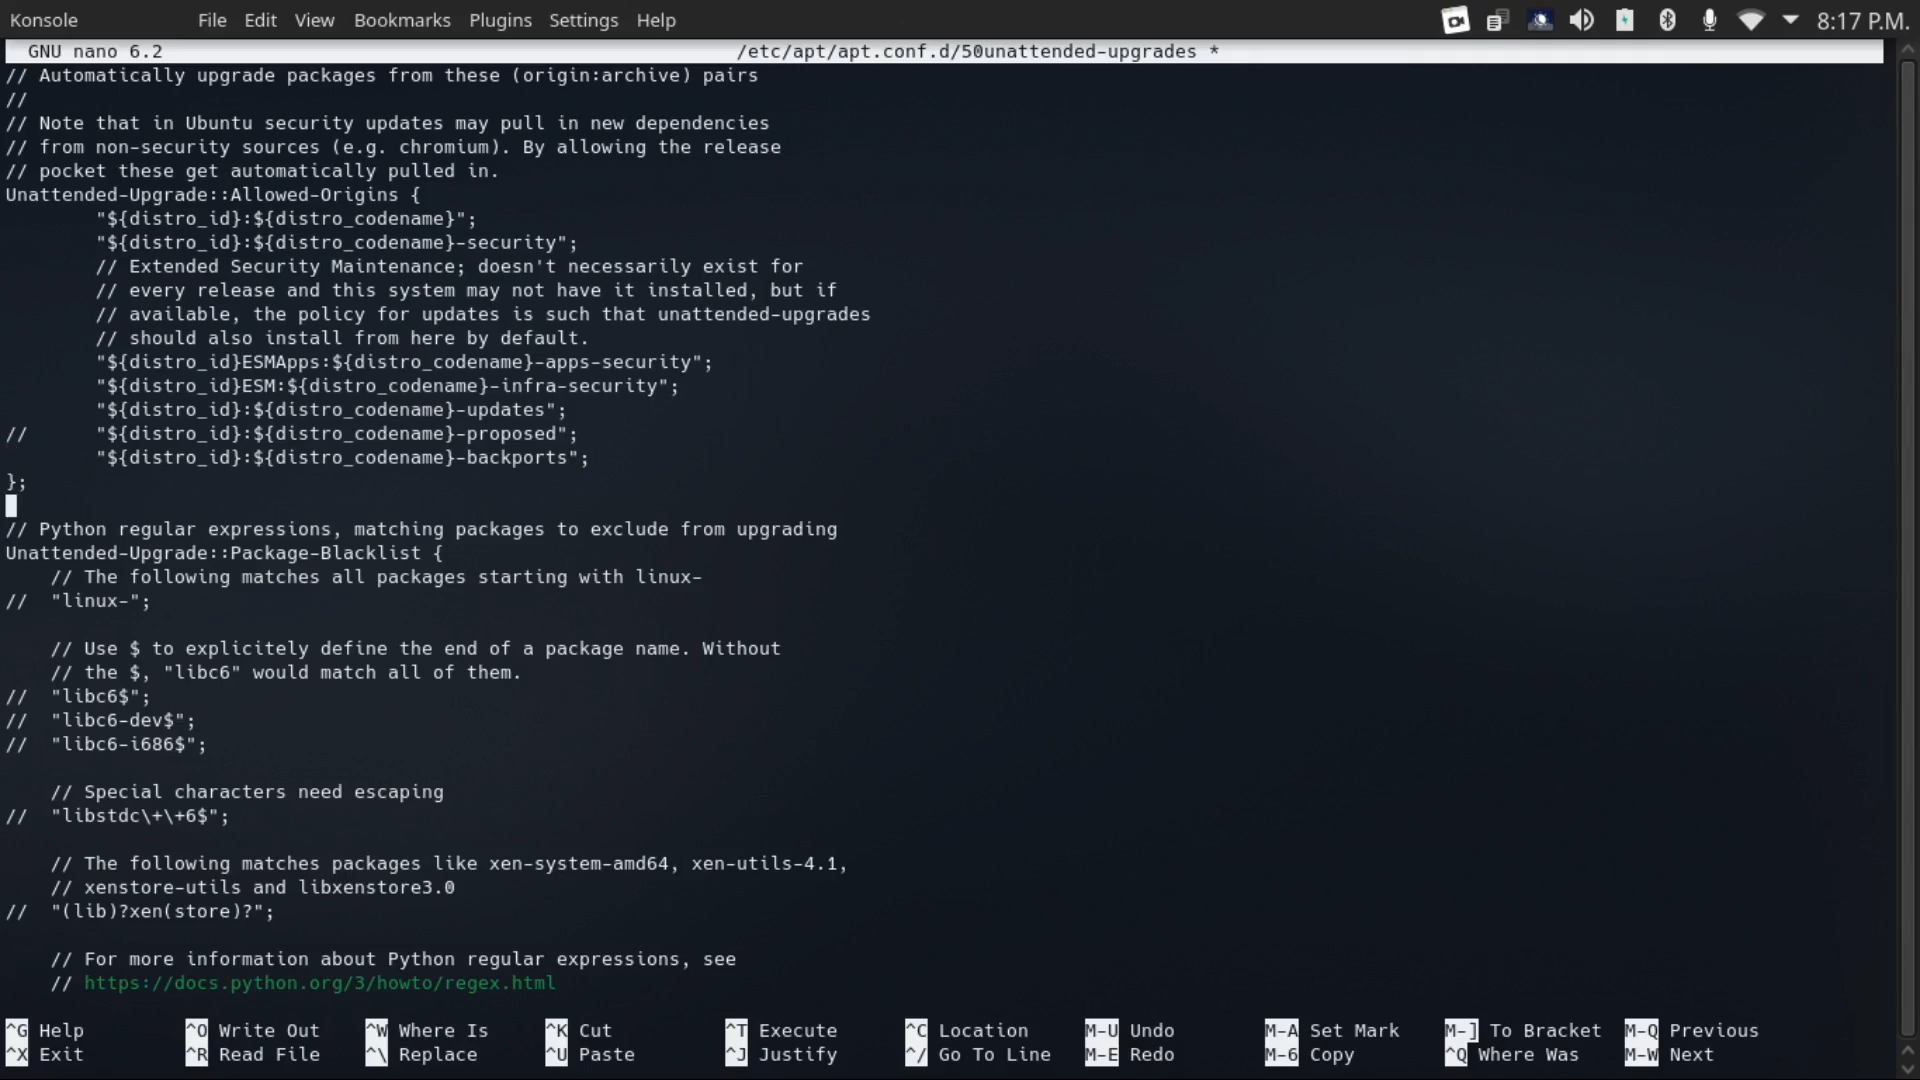 Konsole File Edit View Bookmarks Plugins Settings Help 8:17 P.M.
GNU nano 6.2 /etc/apt/apt.conf.d/50unattended-upgrades *
// Automatically upgrade packages from these (origin:archive) pairs
//
// Note that in Ubuntu security updates may pull in new dependencies
// from non-security sources (e.g. chromium). By allowing the release
// pocket these get automatically pulled in.
Unattended-Upgrade::Allowed-Origins {
"${distro_id}:${distro_codename}";
"${distro_id}:${distro_codename}-security";
// Extended Security Maintenance; doesn't necessarily exist for
// every release and this system may not have it installed, but if
// available, the policy for updates is such that unattended-upgrades
// should also install from here by default.
"${distro_id}ESMApps:${distro_codename}-apps-security";
"${distro_id}ESM:${distro_codename}-infra-security";
"${distro_id}:${distro_codename}-updates";
// "${distro_id}:${distro_codename}-proposed";
"${distro_id}:${distro_codename}-backports";
};
// Python regular expressions, matching packages to exclude from upgrading
Unattended-Upgrade::Package-Blacklist {
// The following matches all packages starting with linux-
// "linux-";
// Use $ to explicitely define the end of a package name. Without
// the $, "libc6" would match all of them.
// "libc6$";
// "libc6-dev$";
// "libc6-i686$";
// Special characters need escaping
// "libstdc\+\+6$";
// The following matches packages like xen-system-amd64, xen-utils-4.1,
// xenstore-utils and libxenstore3.0
// "(lib)?xen(store)?";
// For more information about Python regular expressions, see
// https://docs.python.org/3/howto/regex.html
^G Help ^O Write Out ^W Where Is ^K Cut ^T Execute ^C Location M-U Undo M-A Set Mark M-] To Bracket M-Q Previous
^X Exit ^R Read File ^\ Replace ^U Paste ^J Justify ^/ Go To Line M-E Redo M-6 Copy ^Q Where Was M-W Next